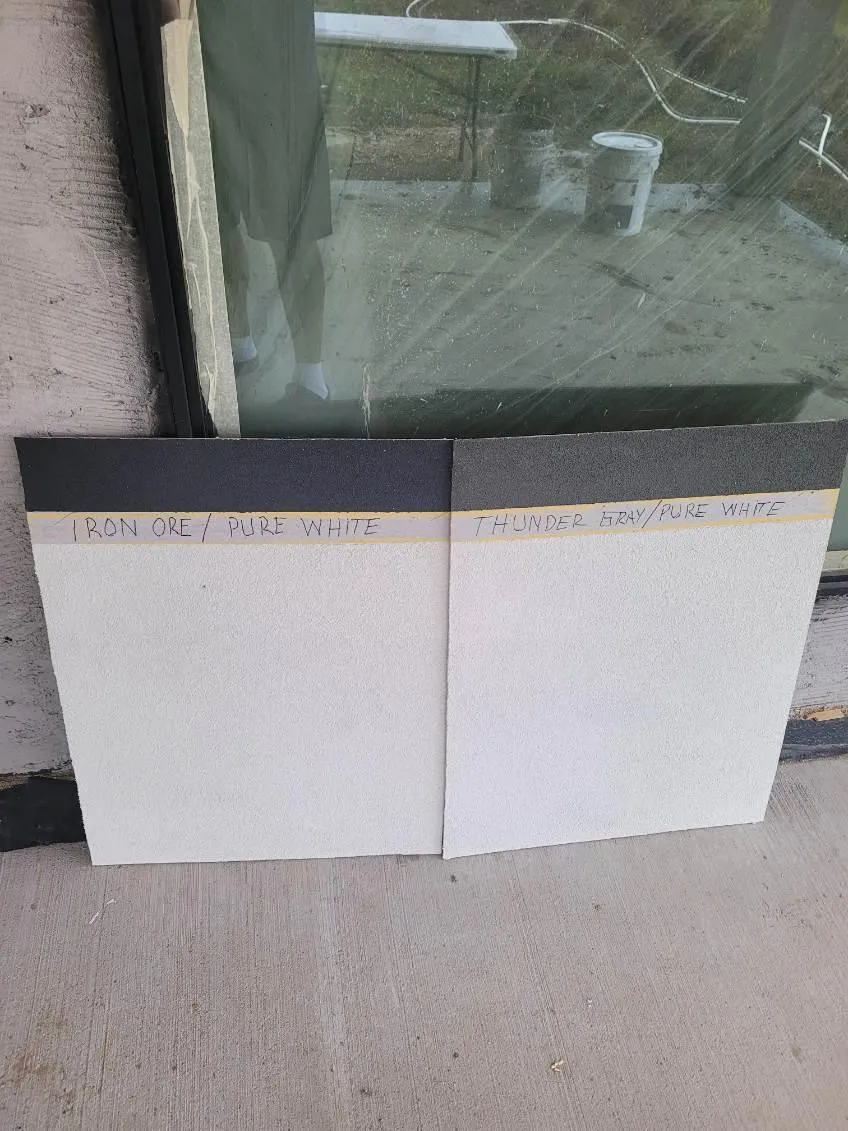 IRON ORE / PURE WHITE
THUNDER GRAY/PURE WHITE